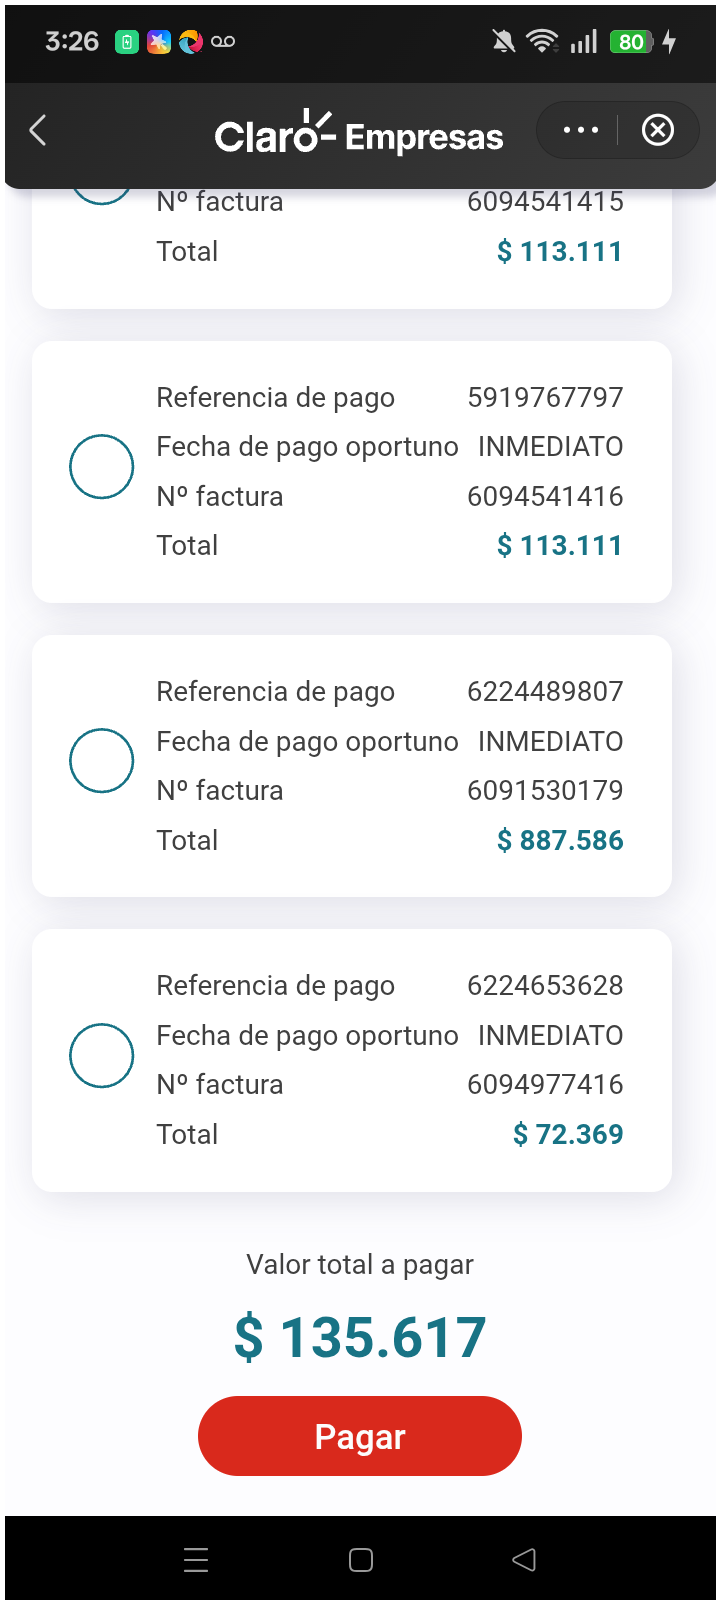 3:26
80
Claro Empresas
Nº factura 6094541415
Total $ 113.111
Referencia de pago 5919767797
Fecha de pago oportuno INMEDIATO
Nº factura 6094541416
Total $ 113.111
Referencia de pago 6224489807
Fecha de pago oportuno INMEDIATO
Nº factura 6091530179
Total $ 887.586
Referencia de pago 6224653628
Fecha de pago oportuno INMEDIATO
Nº factura 6094977416
Total $ 72.369
Valor total a pagar
$ 135.617
Pagar